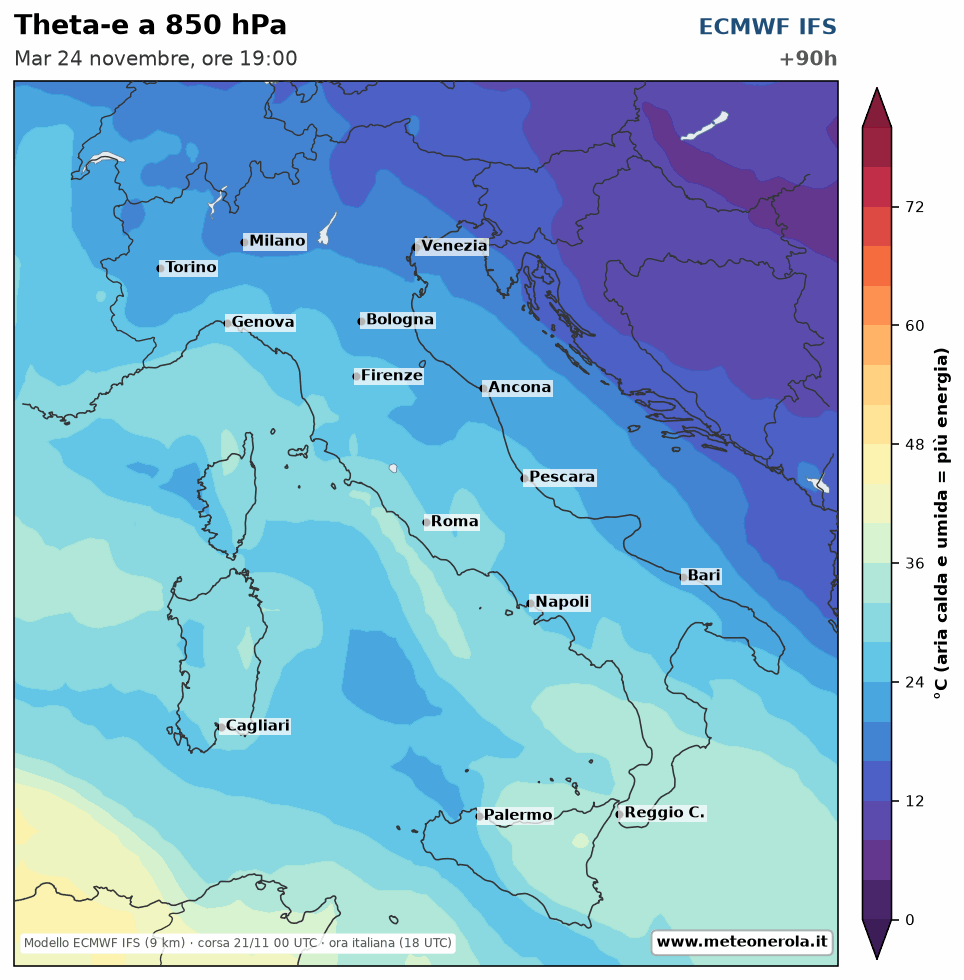 Theta-e a 850 hPa
ECMWF IFS
Mar 24 novembre, ore 19:00
+90h
Milano
Venezia
Torino
Genova
Bologna
Firenze
Ancona
Pescara
Roma
Bari
Napoli
Cagliari
Palermo
Reggio C.
72
60
48
36
24
12
0
°C (aria calda e umida = più energia)
Modello ECMWF IFS (9 km) · corsa 21/11 00 UTC · ora italiana (18 UTC)
www.meteonerola.it